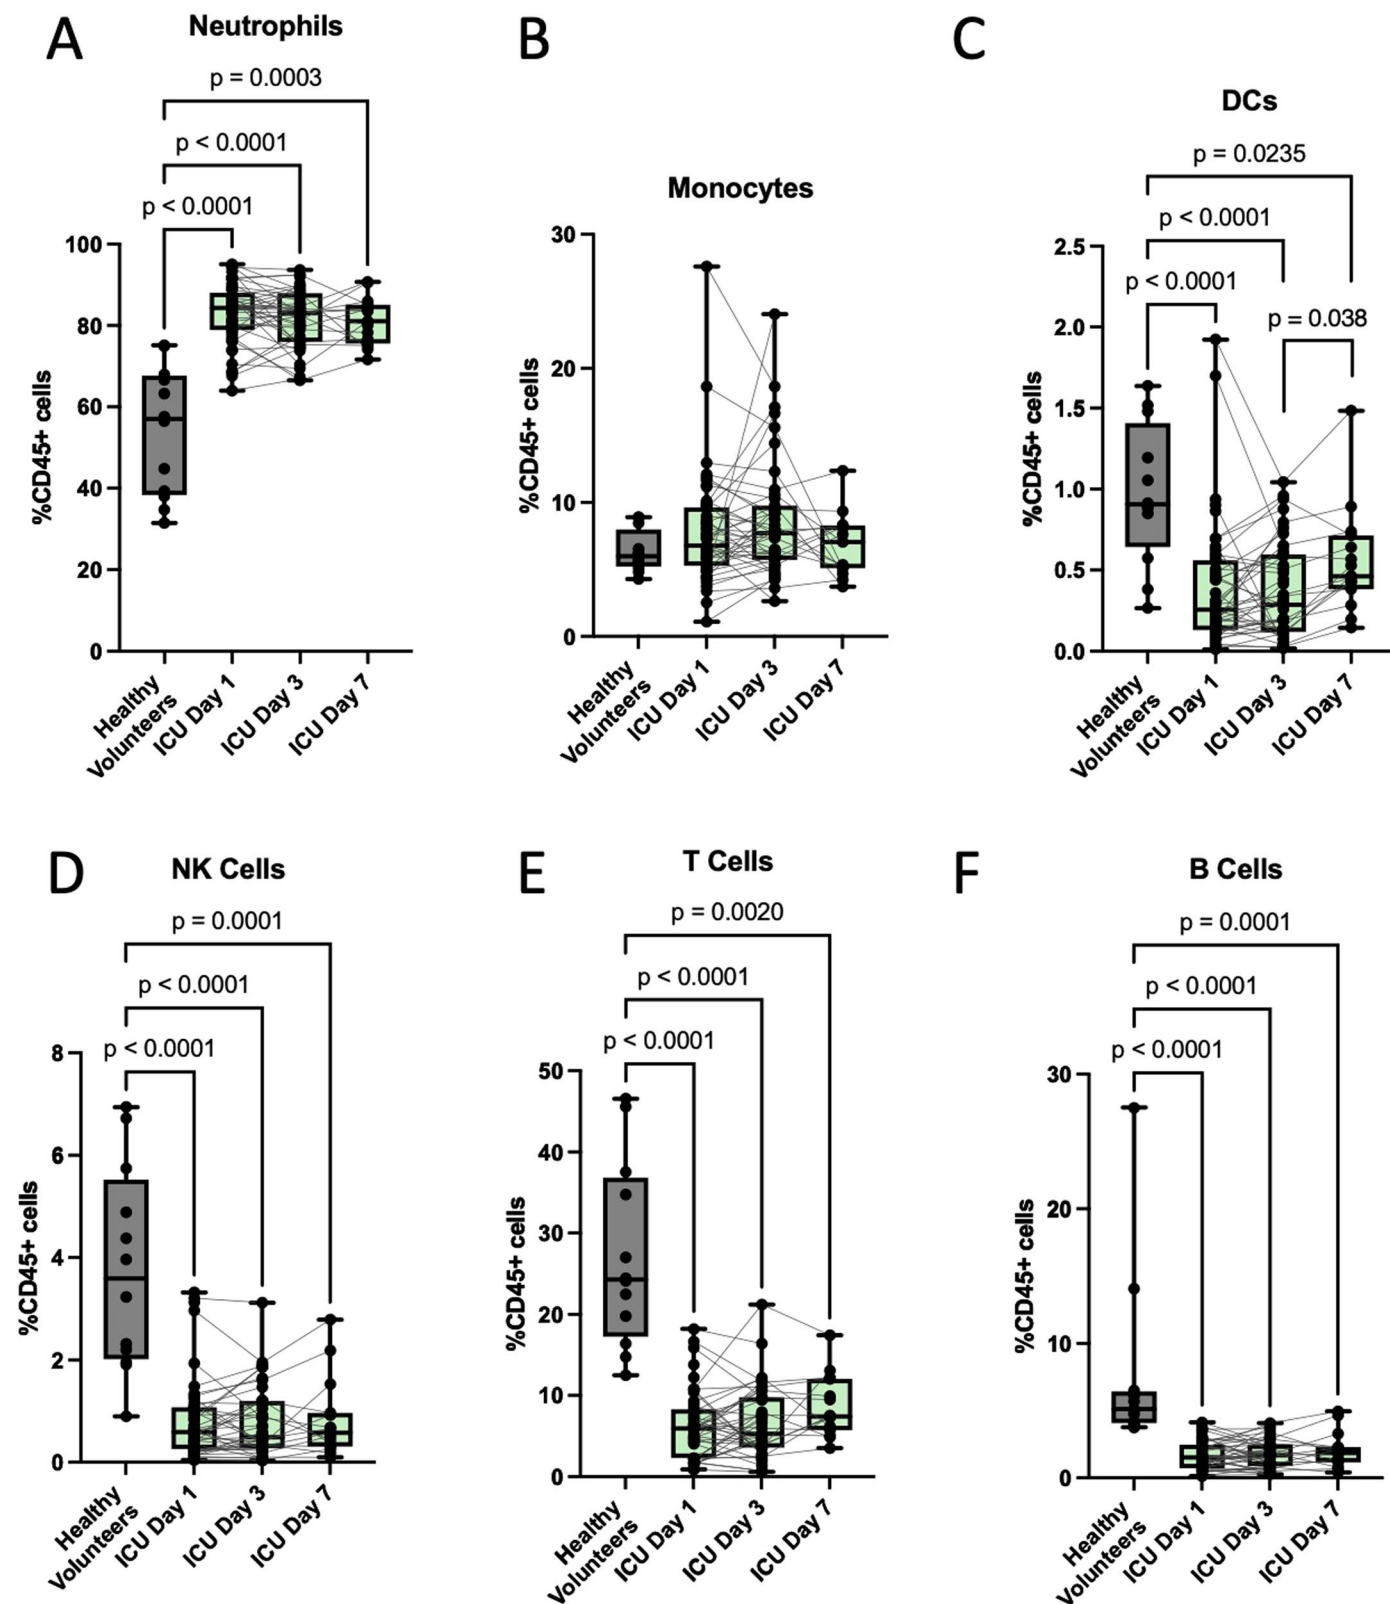 A
Neutrophils
p = 0.0003
p < 0.0001
p < 0.0001
%CD45+ cells
100
80
60
40
20
0
Healthy
Volunteers
ICU Day 1
ICU Day 3
ICU Day 7
B
Monocytes
%CD45+ cells
30
20
10
0
Healthy
Volunteers
ICU Day 1
ICU Day 3
ICU Day 7
C
DCs
p = 0.0235
p < 0.0001
p < 0.0001
p = 0.038
%CD45+ cells
2.5
2.0
1.5
1.0
0.5
0.0
Healthy
Volunteers
ICU Day 1
ICU Day 3
ICU Day 7
D
NK Cells
p = 0.0001
p < 0.0001
p < 0.0001
%CD45+ cells
8
6
4
2
0
Healthy
Volunteers
ICU Day 1
ICU Day 3
ICU Day 7
E
T Cells
p = 0.0020
p < 0.0001
p < 0.0001
%CD45+ cells
50
40
30
20
10
0
Healthy
Volunteers
ICU Day 1
ICU Day 3
ICU Day 7
F
B Cells
p = 0.0001
p < 0.0001
p < 0.0001
%CD45+ cells
30
20
10
0
Healthy
Volunteers
ICU Day 1
ICU Day 3
ICU Day 7